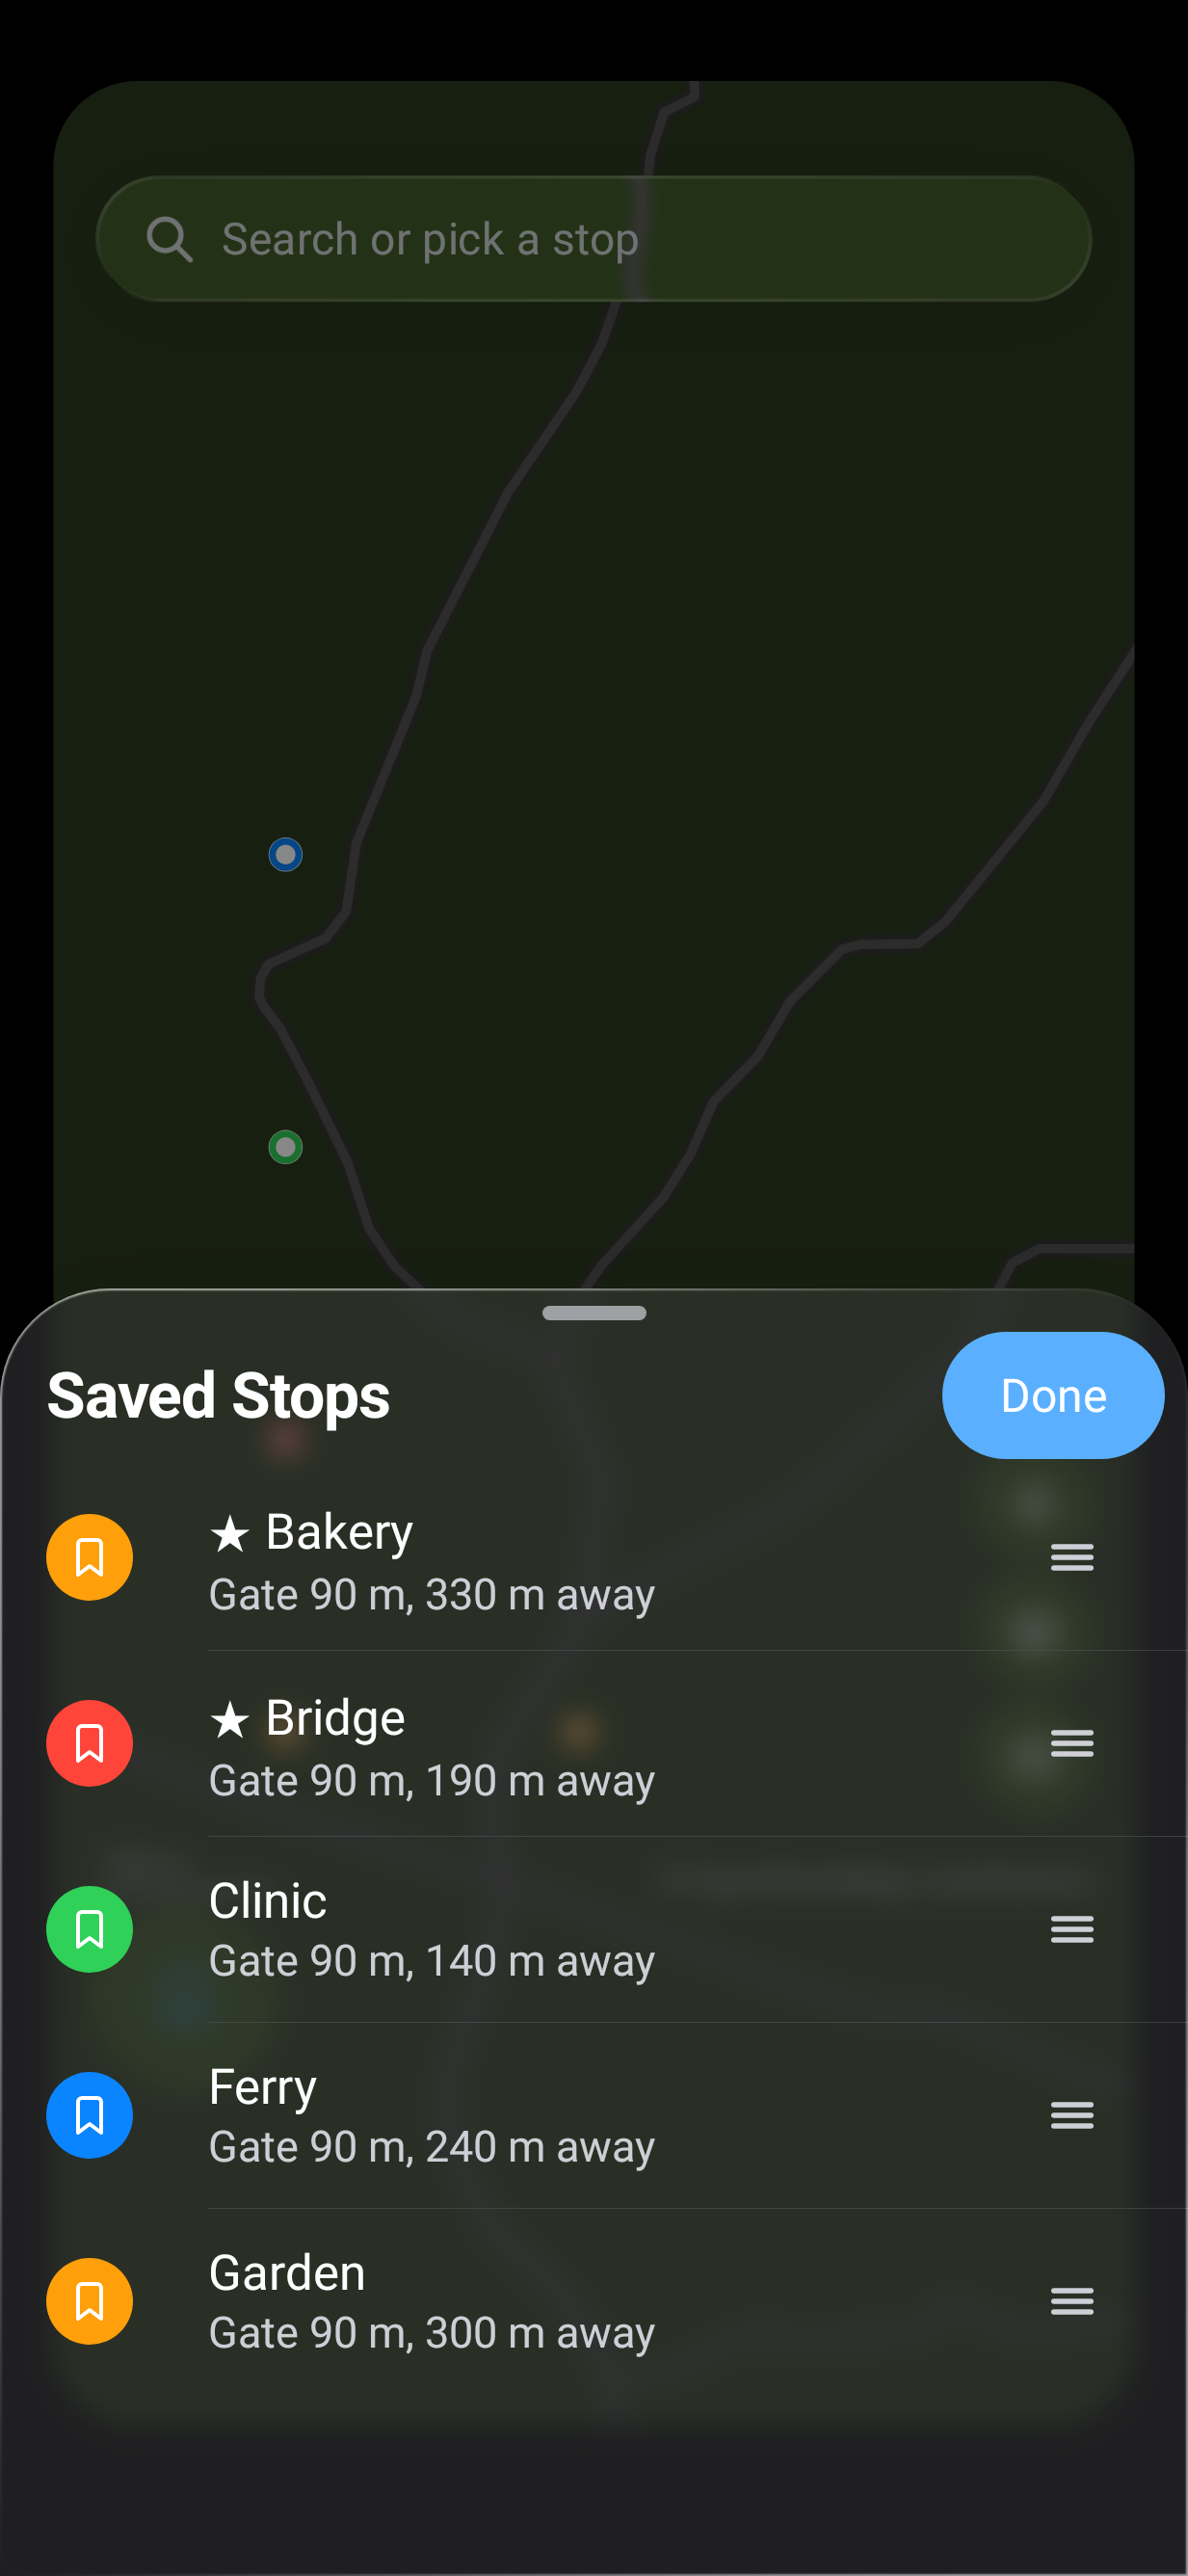 Search or pick a stop
Saved Stops
Done
★ Bakery
Gate 90 m, 330 m away
★ Bridge
Gate 90 m, 190 m away
Clinic
Gate 90 m, 140 m away
Ferry
Gate 90 m, 240 m away
Garden
Gate 90 m, 300 m away